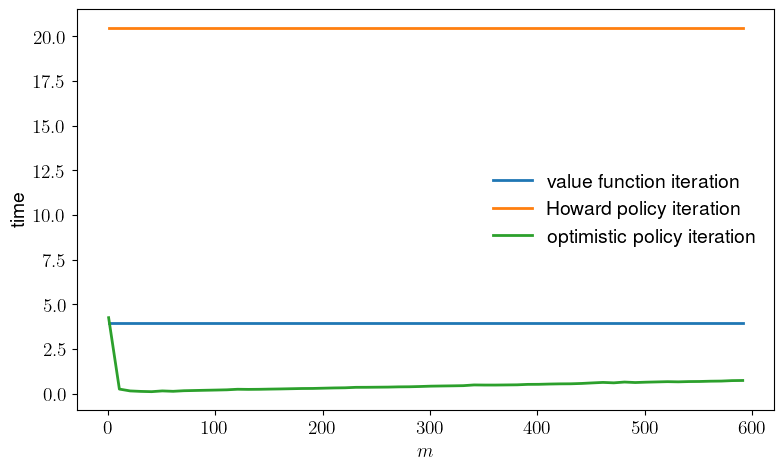 20.0
17.5
15.0
12.5
10.0
7.5
5.0
2.5
0.0
time
value function iteration
Howard policy iteration
optimistic policy iteration
0 100 200 300 400 500 600
m